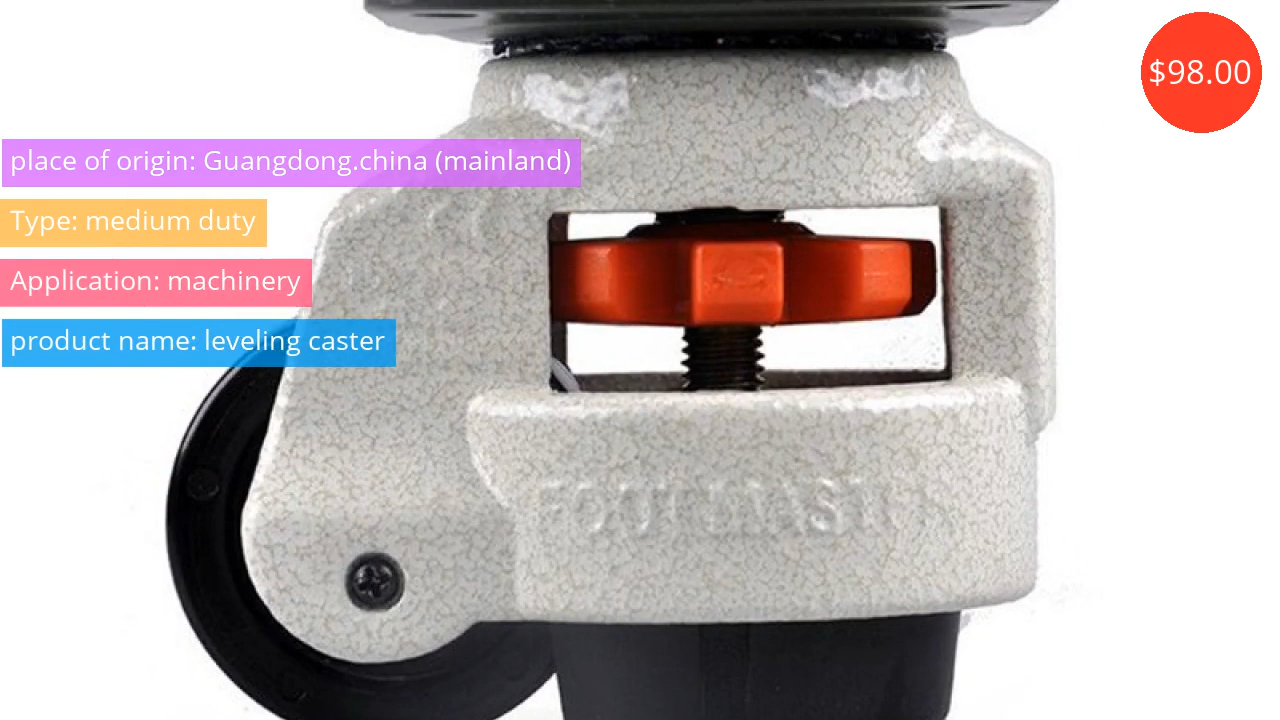 $98.00
place of origin: Guangdong.china (mainland)
Type: medium duty
Application: machinery
product name: leveling caster